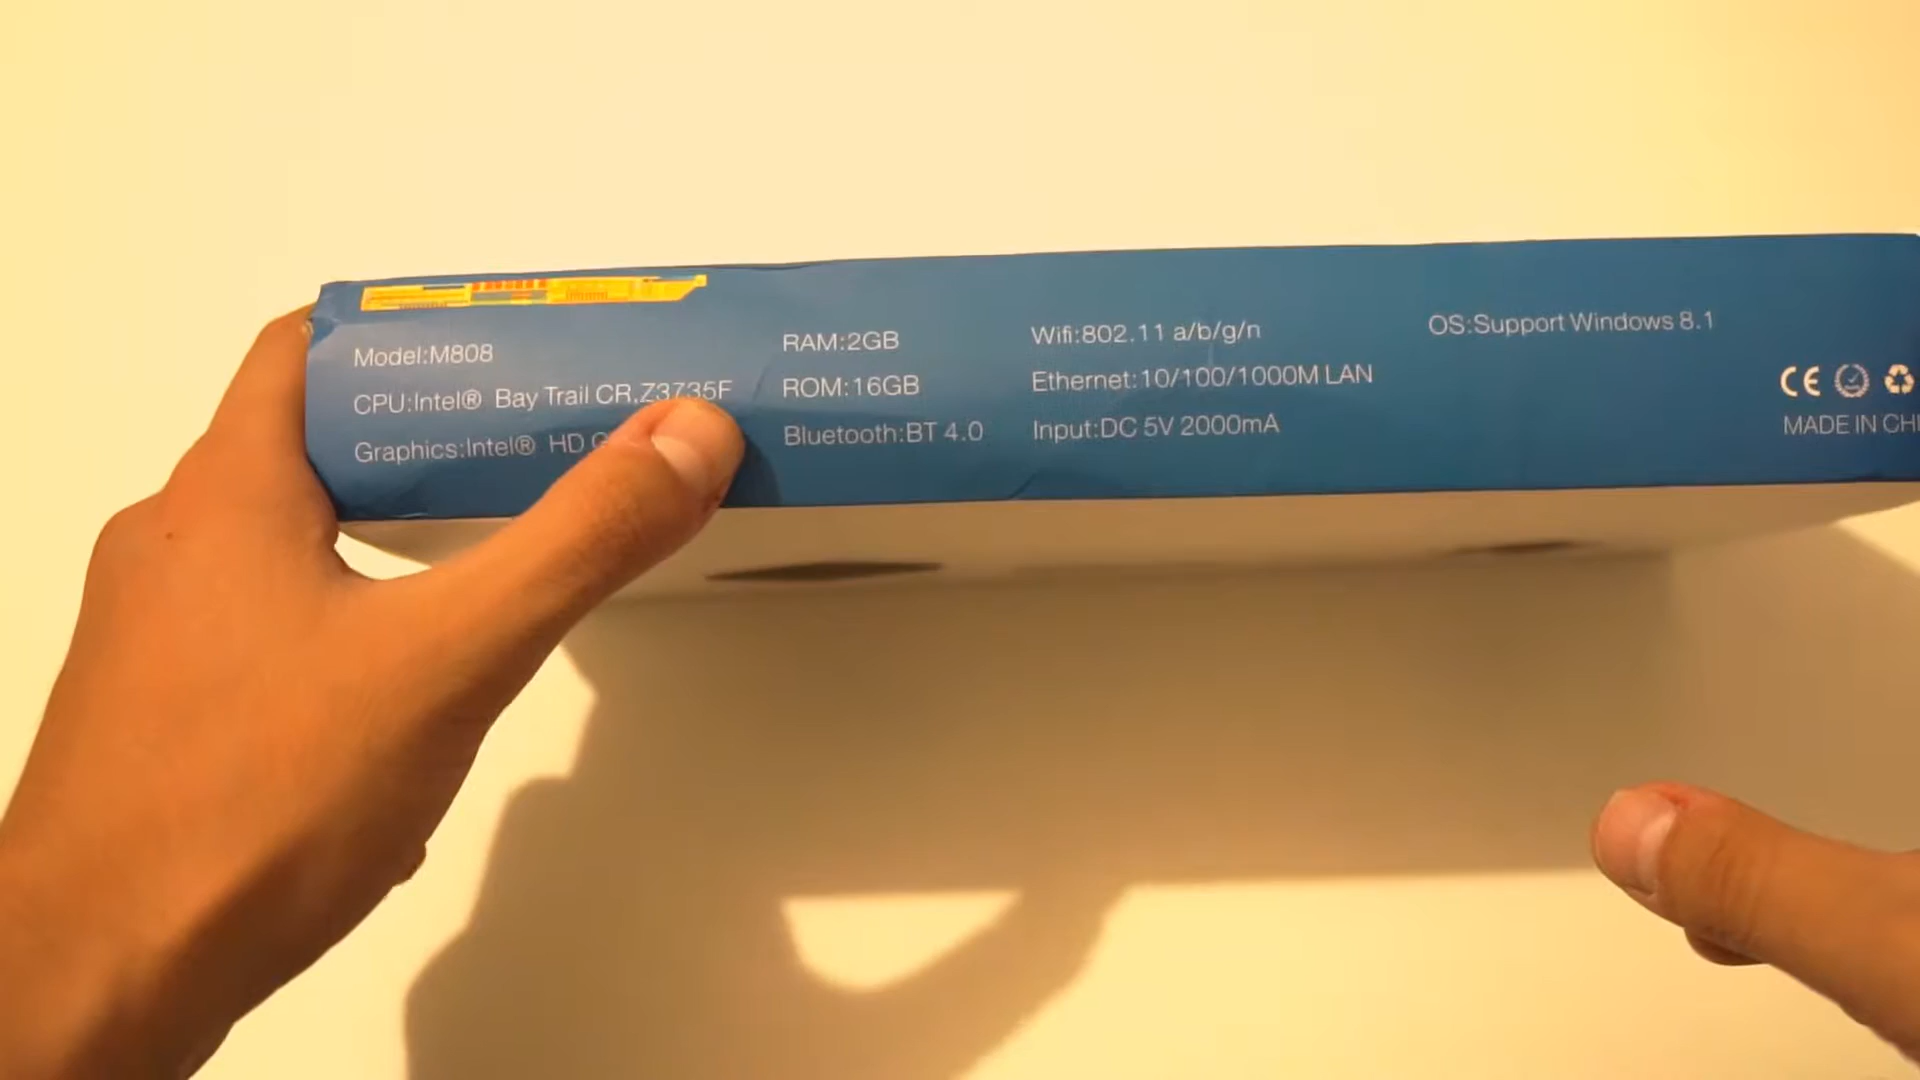 Model:M808
CPU:Intel® Bay Trail CR,Z3735F
Graphics:Intel® HD
RAM:2GB
ROM:16GB
Bluetooth:BT 4.0
Wifi:802.11 a/b/g/n
Ethernet:10/100/1000M LAN
Input:DC 5V 2000mA
OS:Support Windows 8.1
CE
MADE IN